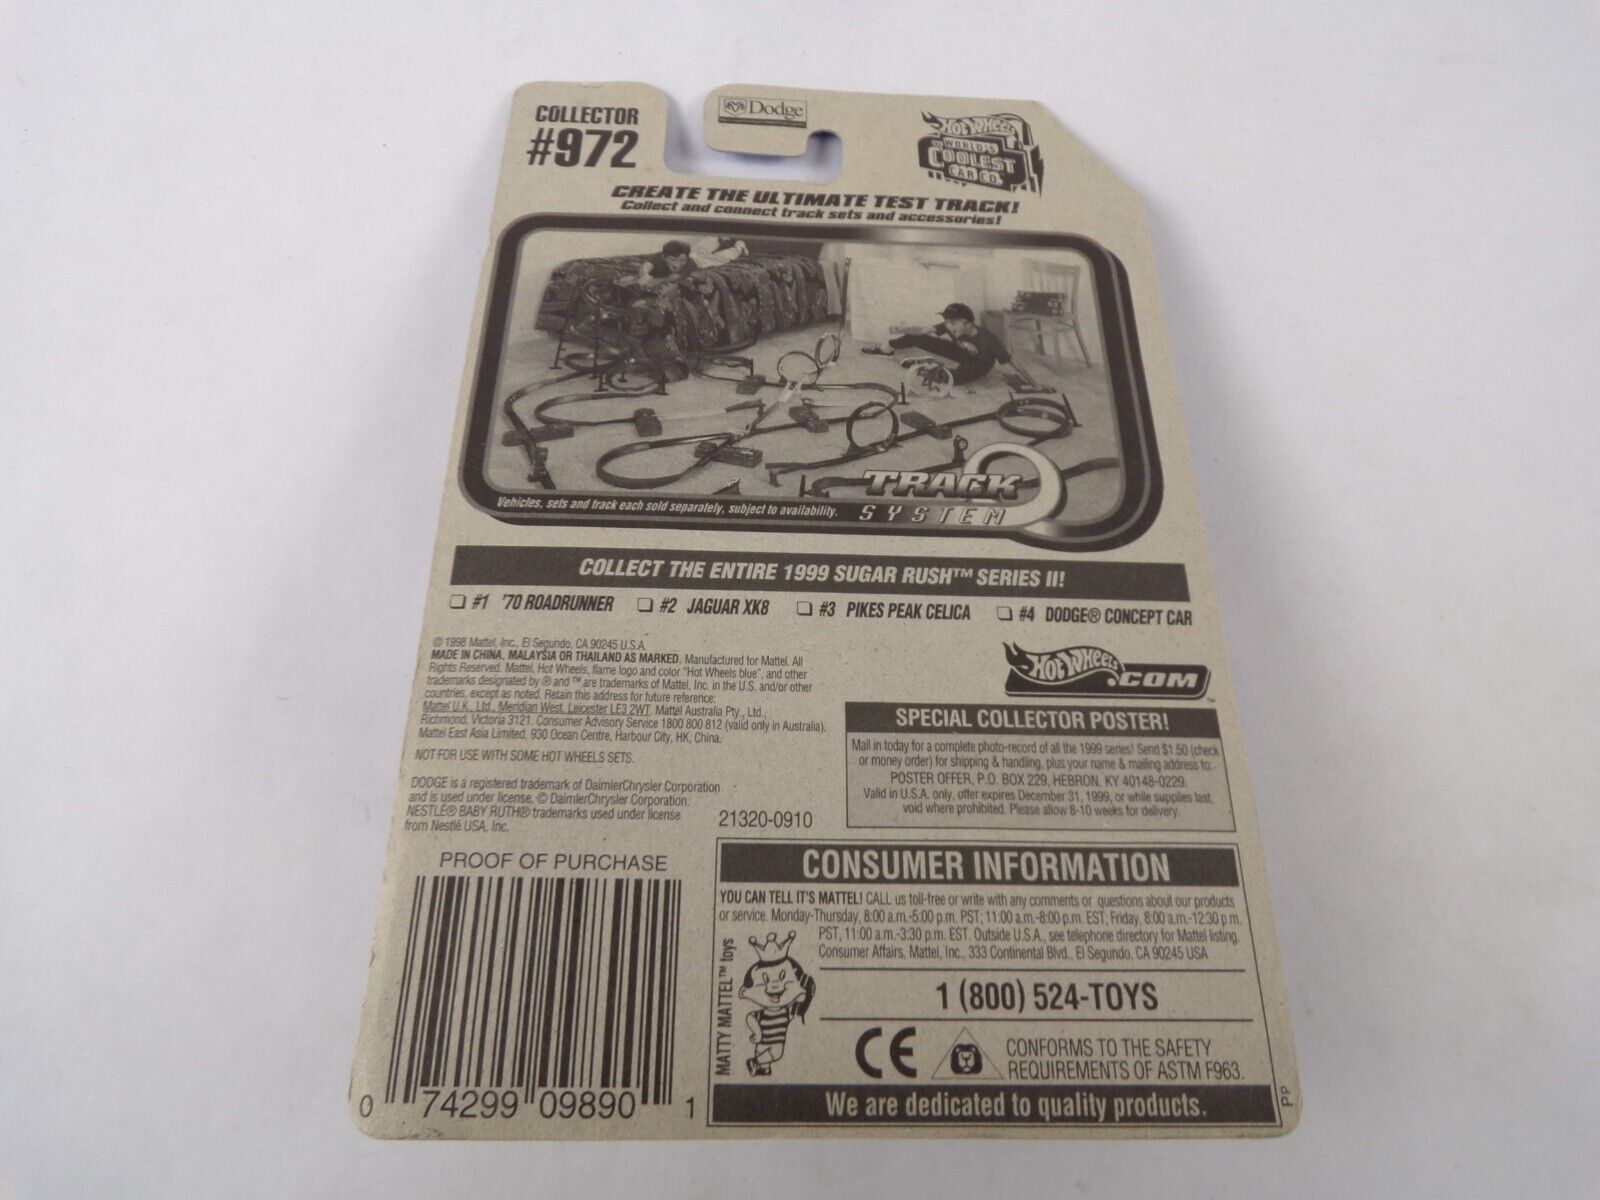 COLLECTOR
#972
Dodge
HOT WHEELS
WORLD'S
COOLEST
CAR CO.
CREATE THE ULTIMATE TEST TRACK!
Collect and connect track sets and accessories!
Vehicles, sets and track each sold separately, subject to availability.
TRACK
SYSTEM
COLLECT THE ENTIRE 1999 SUGAR RUSH™ SERIES II!
#1 '70 ROADRUNNER #2 JAGUAR XK8 #3 PIKES PEAK CELICA #4 DODGE® CONCEPT CAR
© 1998 Mattel, Inc., El Segundo, CA 90245 U.S.A.
MADE IN CHINA, MALAYSIA OR THAILAND AS MARKED. Manufactured for Mattel. All
Rights Reserved. Mattel, Hot Wheels, flame logo and color "Hot Wheels blue", and other
trademarks designated by ® and ™ are trademarks of Mattel, Inc. in the U.S. and/or other
countries, except as noted. Retain this address for future reference:
Mattel U.K., Ltd., Meridian West, Leicester LE3 2WT. Mattel Australia Pty., Ltd.,
Richmond, Victoria 3121. Consumer Advisory Service 1800 800 812 (valid only in Australia).
Mattel East Asia Limited, 930 Ocean Centre, Harbour City, HK, China.
NOT FOR USE WITH SOME HOT WHEELS SETS.
DODGE is a registered trademark of DaimlerChrysler Corporation
and is used under license. © DaimlerChrysler Corporation.
NESTLÉ® BABY RUTH® trademarks used under license
from Nestlé USA, Inc.
21320-0910
HOT WHEELS.COM™
SPECIAL COLLECTOR POSTER!
Mail in today for a complete photo-record of all the 1999 series! Send $1.50 (check
or money order) for shipping & handling, plus your name & mailing address to:
POSTER OFFER, P.O. BOX 229, HEBRON, KY 40148-0229.
Valid in U.S.A. only, offer expires December 31, 1999, or while supplies last,
void where prohibited. Please allow 8-10 weeks for delivery.
PROOF OF PURCHASE
0 74299 09890 1
CONSUMER INFORMATION
YOU CAN TELL IT'S MATTEL! CALL us toll-free or write with any comments or questions about our products
or service. Monday-Thursday, 8:00 a.m.-5:00 p.m. PST; 11:00 a.m.-8:00 p.m. EST; Friday, 8:00 a.m.-12:30 p.m.
PST, 11:00 a.m.-3:30 p.m. EST. Outside U.S.A., see telephone directory for Mattel listing.
Consumer Affairs, Mattel, Inc., 333 Continental Blvd., El Segundo, CA 90245 USA
MATTY MATTEL™ toys
1 (800) 524-TOYS
CE
CONFORMS TO THE SAFETY
REQUIREMENTS OF ASTM F963.
We are dedicated to quality products.
PP